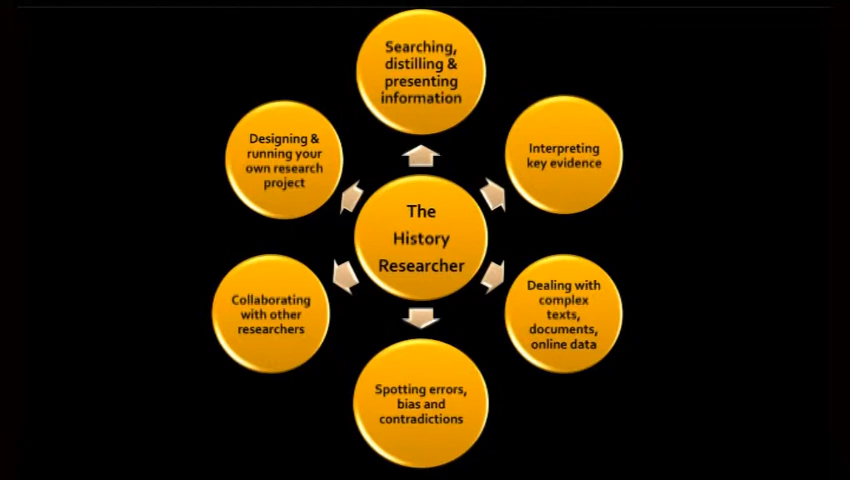 Searching,
distilling &
presenting
information
Interpreting
key evidence
Dealing with
complex
texts,
documents,
online data
Spotting errors,
bias and
contradictions
Collaborating
with other
researchers
Designing &
running your
own research
project
The
History
Researcher